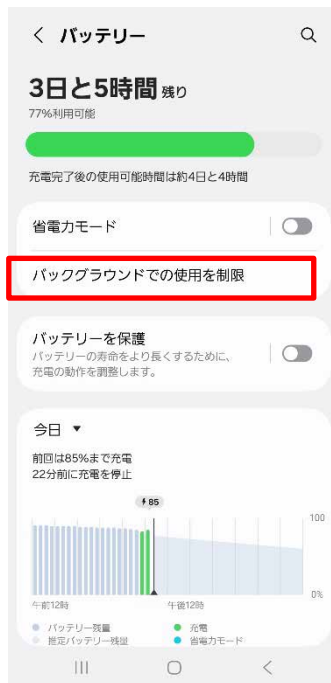 バッテリー
3日と5時間 残り
77%利用可能
充電完了後の使用可能時間は約4日と4時間
省電力モード
バックグラウンドでの使用を制限
バッテリーを保護
バッテリーの寿命をより長くするために、
充電の動作を調整します。
今日 ▼
前回は85%まで充電
22分前に充電を停止
85
100
0%
午前12時 午後12時
バッテリー残量 充電
推定バッテリー残量 省電力モード